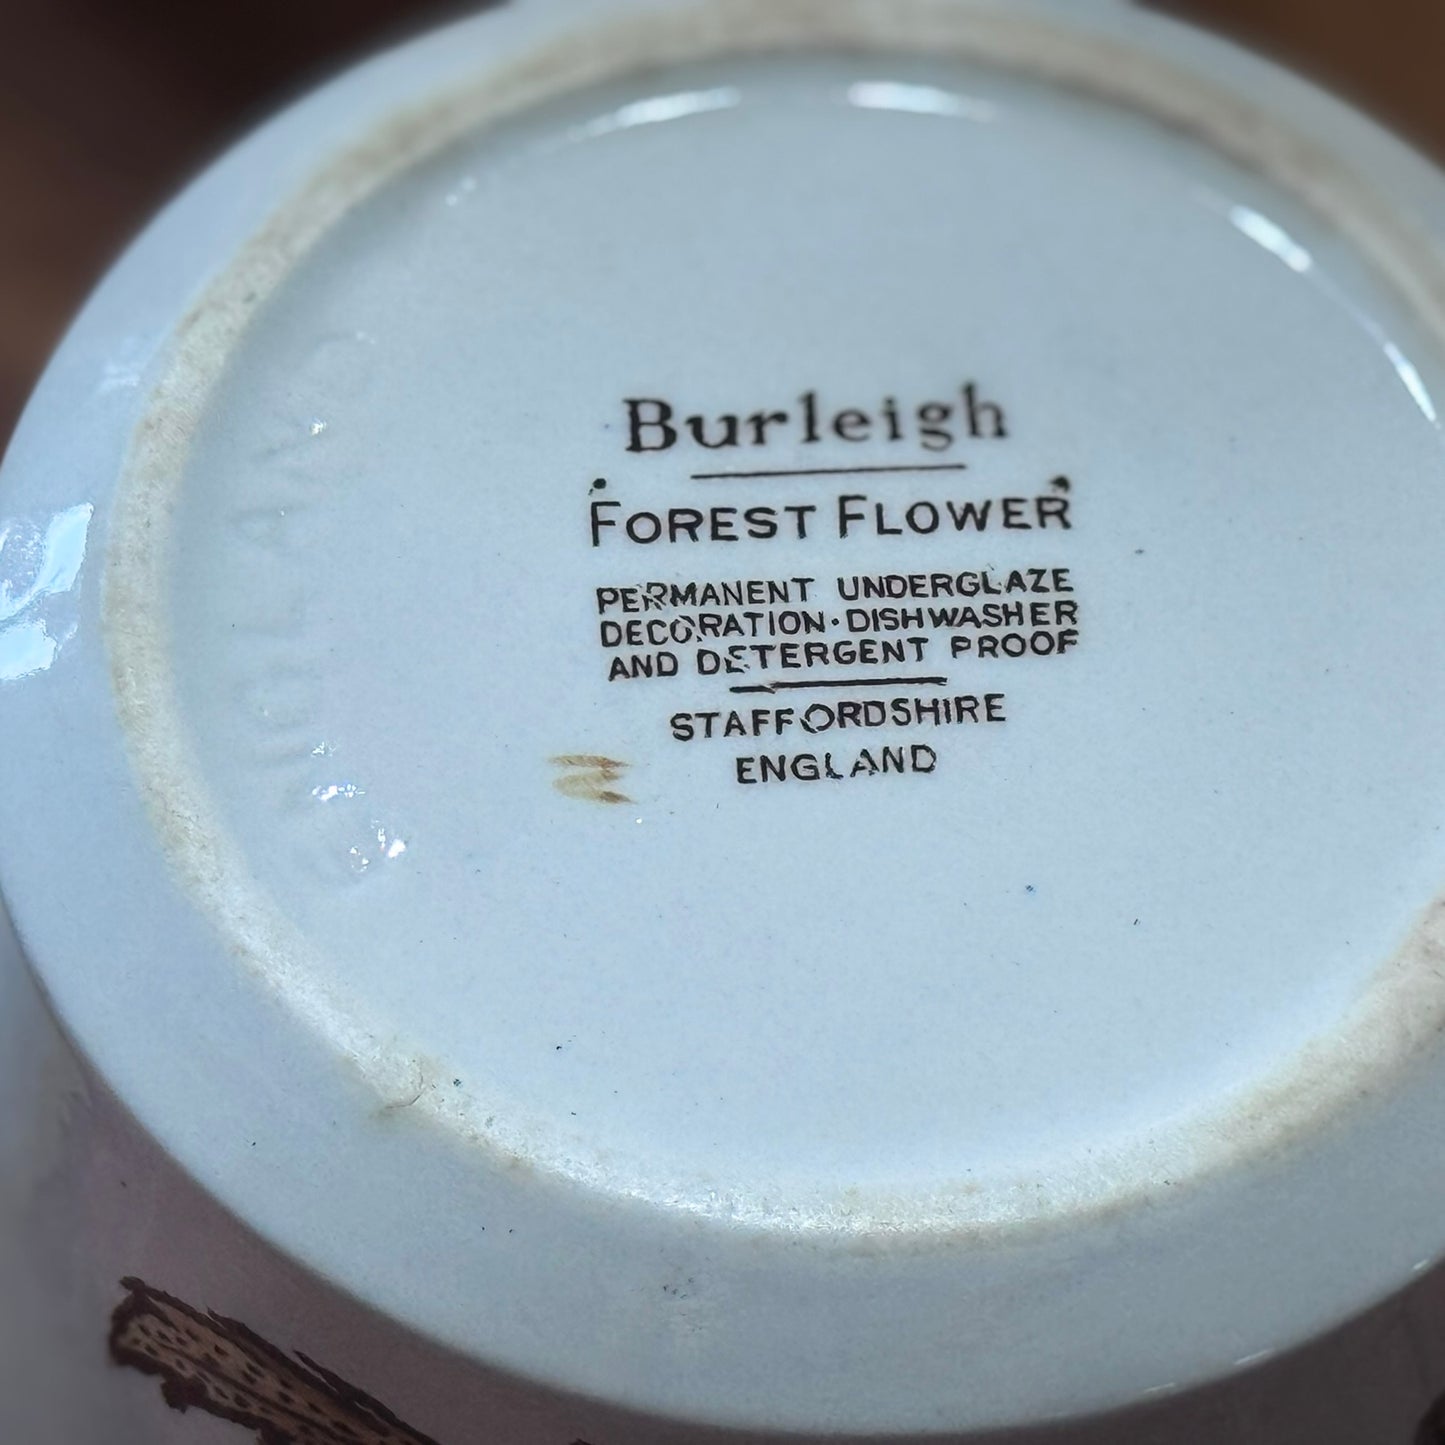 Burleigh
FOREST FLOWER
PERMANENT UNDERGLAZE
DECORATION · DISHWASHER
AND DETERGENT PROOF
STAFFORDSHIRE
ENGLAND